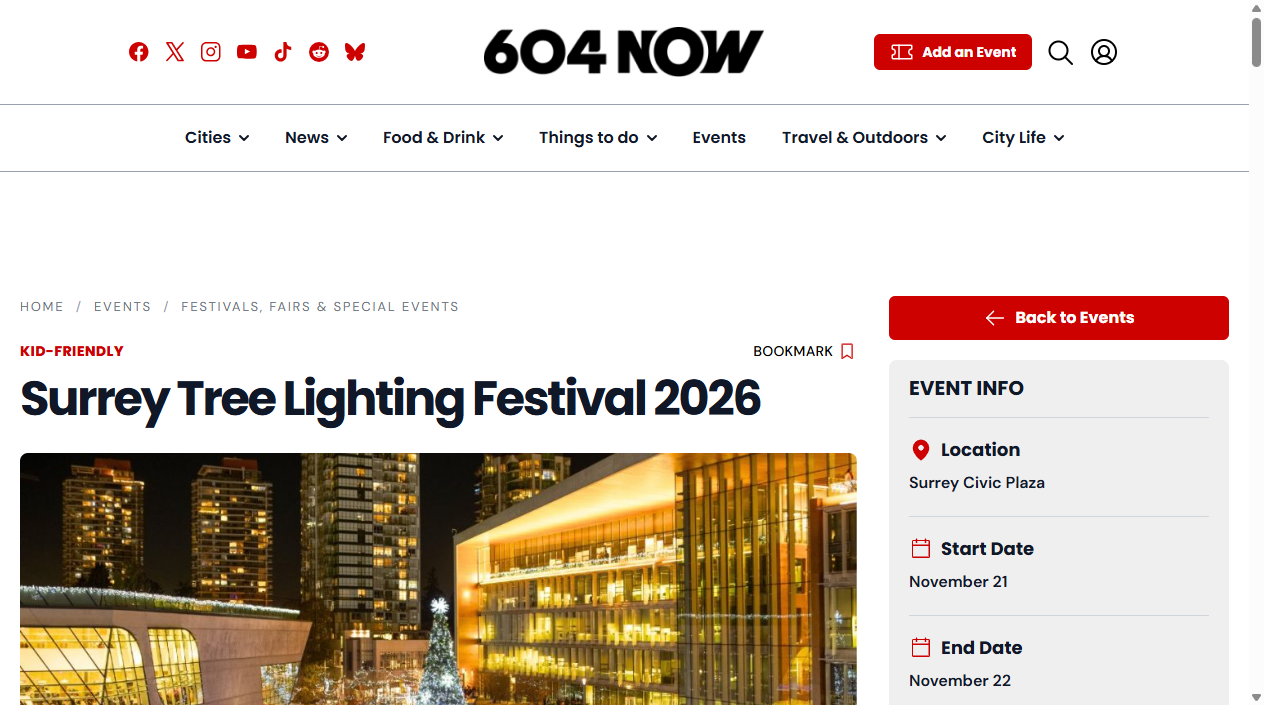 604 NOW
Add an Event
Cities
News
Food & Drink
Things to do
Events
Travel & Outdoors
City Life
HOME / EVENTS / FESTIVALS, FAIRS & SPECIAL EVENTS
KID-FRIENDLY
BOOKMARK
Surrey Tree Lighting Festival 2026
Back to Events
EVENT INFO
Location
Surrey Civic Plaza
Start Date
November 21
End Date
November 22